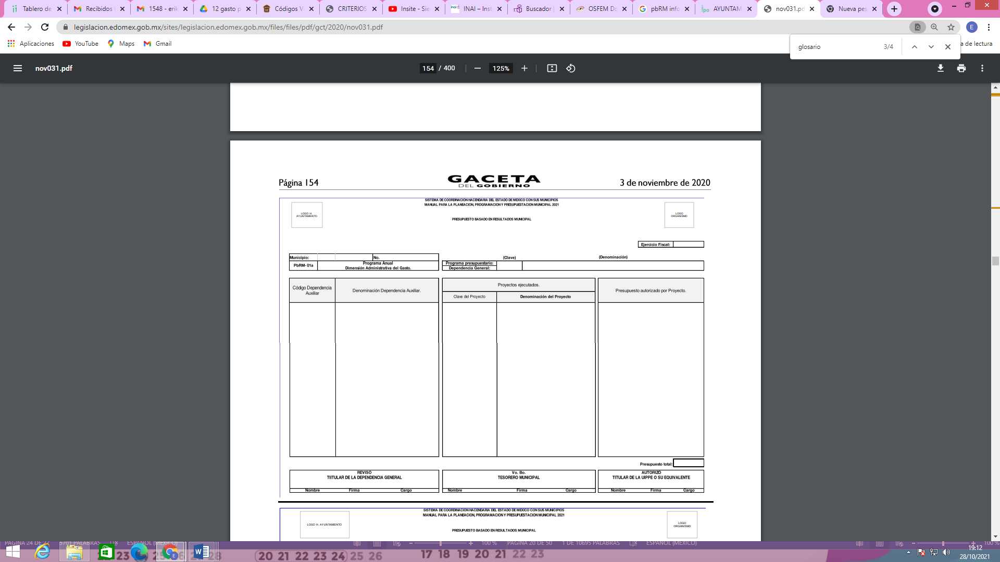 Tablero de
Recibidos
1548 - erik
12 gasto p
Códigos V
CRITERIOS
Insite - Sie
INAI – Inst
Buscador
OSFEM Do
pbRM info
AYUNTAM
nov031.pd
Nueva pes
legislacion.edomex.gob.mx/sites/legislacion.edomex.gob.mx/files/files/pdf/gct/2020/nov031.pdf
E
Aplicaciones
YouTube
Maps
Gmail
glosario
3/4
a de lectura
nov031.pdf
154 / 400
125%
Página 154
GACETA
DEL GOBIERNO
3 de noviembre de 2020
SISTEMA DE COORDINACION HACENDARIA DEL ESTADO DE MEXICO CON SUS MUNICIPIOS
MANUAL PARA LA PLANEACION, PROGRAMACION Y PRESUPUESTACION MUNICIPAL 2021
LOGO H.
AYUNTAMIENTO
LOGO
ORGANISMO
PRESUPUESTO BASADO EN RESULTADOS MUNICIPAL
Ejercicio Fiscal:
Municipio:
No.
(Clave)
(Denominación)
PbRM- 01a
Programa Anual
Dimensión Administrativa del Gasto.
Programa presupuestario:
Dependencia General:
Código Dependencia
Auxiliar
Denominación Dependencia Auxiliar.
Proyectos ejecutados.
Clave del Proyecto
Denominación del Proyecto
Presupuesto autorizado por Proyecto.
Presupuesto total:
REVISÓ
TIITULAR DE LA DEPENDENCIA GENERAL
Nombre Firma Cargo
Vo. Bo.
TESORERO MUNICIPAL
Nombre Firma Cargo
AUTORIZÓ
TITULAR DE LA UIPPE O SU EQUIVALENTE
Nombre Firma Cargo
SISTEMA DE COORDINACION HACENDARIA DEL ESTADO DE MEXICO CON SUS MUNICIPIOS
MANUAL PARA LA PLANEACION, PROGRAMACION Y PRESUPUESTACION MUNICIPAL 2021
LOGO H. AYUNTAMIENTO
LOGO
ORGANISMO
PRESUPUESTO BASADO EN RESULTADOS MUNICIPAL
PÁGINA 24 DE 27
5701 PALABRAS
ESPAÑOL (MÉXICO)
100 %
PÁGINA 20 DE 50
1 DE 10695 PALABRAS
ESPAÑOL (MÉXICO)
100 %
23
25 26
28
20 21 22 23 24 25 26
17 18 19 20 21 22 23
19:12
28/10/2021